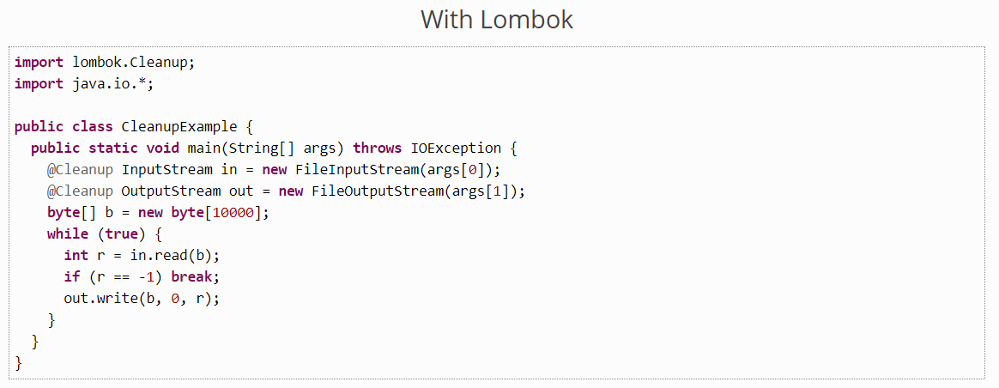 With Lombok
import lombok.Cleanup;
import java.io.*;

public class CleanupExample {
  public static void main(String[] args) throws IOException {
    @Cleanup InputStream in = new FileInputStream(args[0]);
    @Cleanup OutputStream out = new FileOutputStream(args[1]);
    byte[] b = new byte[10000];
    while (true) {
      int r = in.read(b);
      if (r == -1) break;
      out.write(b, 0, r);
    }
  }
}